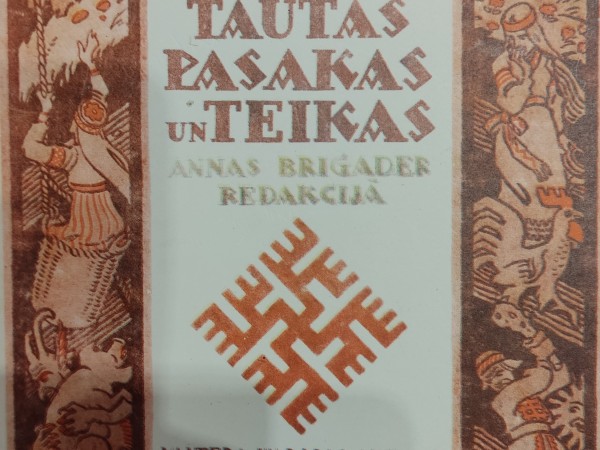 TAUTAS
PASAKAS
UN TEIKAS
ANNAS BRIGADER
REDAKCIJĀ